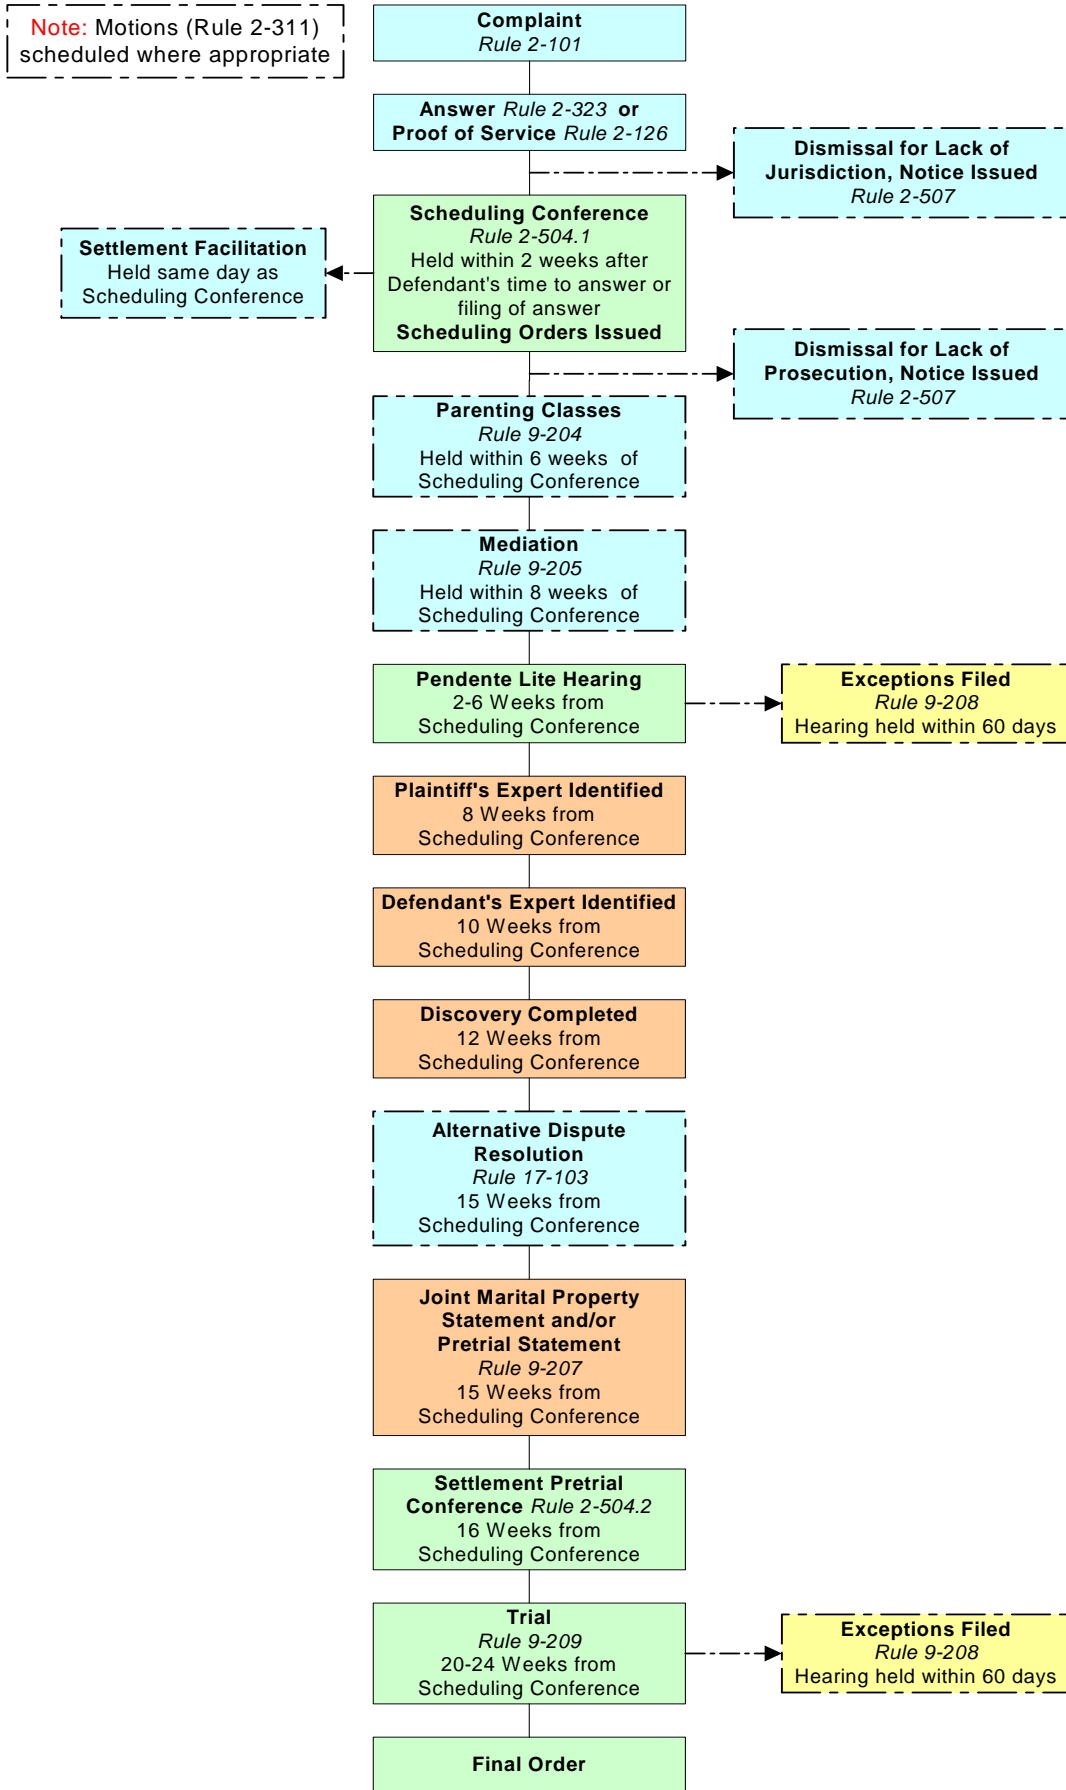 Note: Motions (Rule 2-311)
scheduled where appropriate
Complaint
Rule 2-101
Answer Rule 2-323 or
Proof of Service Rule 2-126
Dismissal for Lack of
Jurisdiction, Notice Issued
Rule 2-507
Scheduling Conference
Rule 2-504.1
Held within 2 weeks after
Defendant's time to answer or
filing of answer
Scheduling Orders Issued
Settlement Facilitation
Held same day as
Scheduling Conference
Dismissal for Lack of
Prosecution, Notice Issued
Rule 2-507
Parenting Classes
Rule 9-204
Held within 6 weeks of
Scheduling Conference
Mediation
Rule 9-205
Held within 8 weeks of
Scheduling Conference
Pendente Lite Hearing
2-6 Weeks from
Scheduling Conference
Exceptions Filed
Rule 9-208
Hearing held within 60 days
Plaintiff's Expert Identified
8 Weeks from
Scheduling Conference
Defendant's Expert Identified
10 Weeks from
Scheduling Conference
Discovery Completed
12 Weeks from
Scheduling Conference
Alternative Dispute
Resolution
Rule 17-103
15 Weeks from
Scheduling Conference
Joint Marital Property
Statement and/or
Pretrial Statement
Rule 9-207
15 Weeks from
Scheduling Conference
Settlement Pretrial
Conference Rule 2-504.2
16 Weeks from
Scheduling Conference
Trial
Rule 9-209
20-24 Weeks from
Scheduling Conference
Exceptions Filed
Rule 9-208
Hearing held within 60 days
Final Order